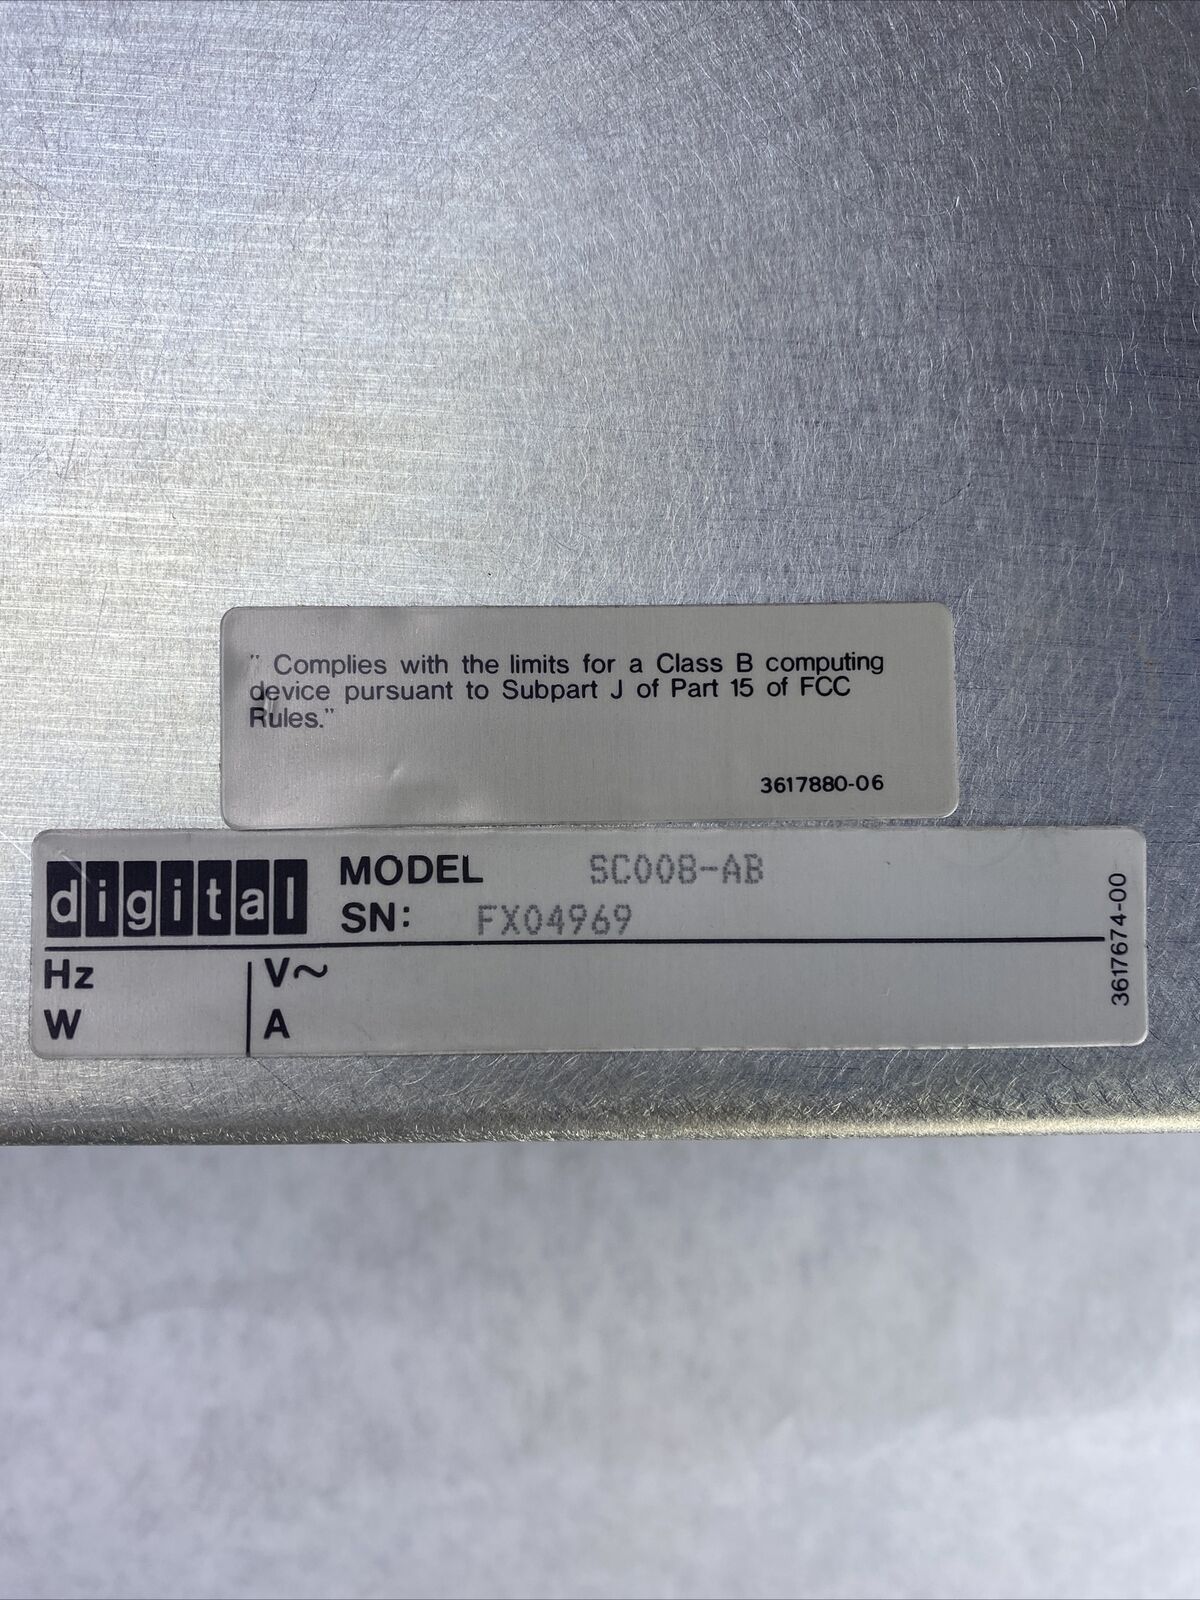 " Complies with the limits for a Class B computing
device pursuant to Subpart J of Part 15 of FCC
Rules."
3617880-06
digital
MODEL SC008-AB
SN: FX04969
3617674-00
Hz V~
W A